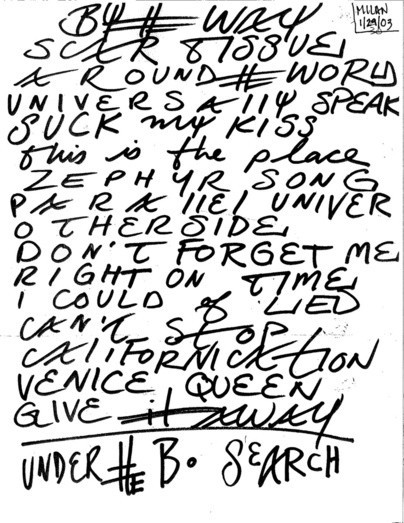 BY THE WAY
MILAN
1/29/03
SCAR TISSUE
AROUND THE WORLD
UNIVERSALLY SPEAK
SUCK MY KISS
this is the place
ZEPHYR SONG
PARALLEL UNIVER
OTHERSIDE
DON'T FORGET ME
RIGHT ON TIME
I COULD of LIED
CAN'T STOP
CALIFORNICATION
VENICE QUEEN
GIVE it AWAY
UNDER THE B. SEARCH